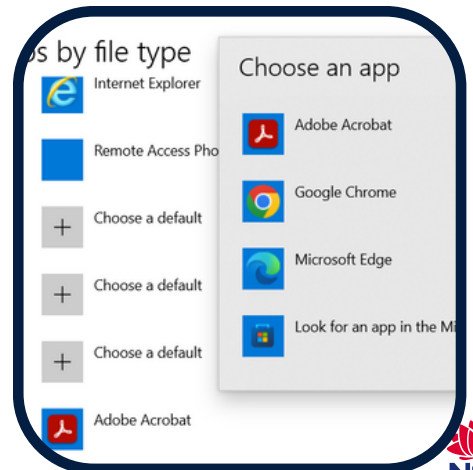 s by file type
Internet Explorer
Remote Access Pho
Choose a default
Choose a default
Choose a default
Adobe Acrobat
Choose an app
Adobe Acrobat
Google Chrome
Microsoft Edge
Look for an app in the Mi